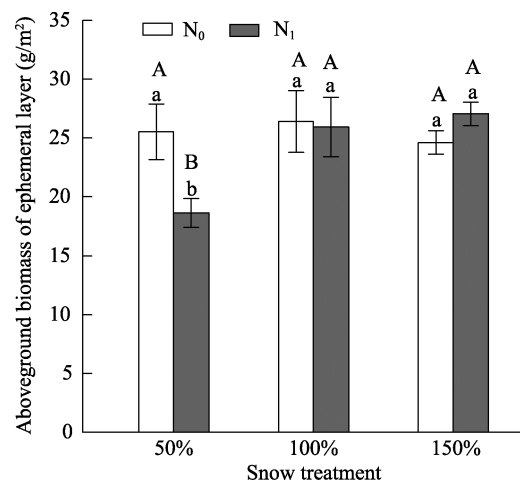 N₀ N₁
Aboveground biomass of ephemeral layer (g/m²)
35
30
25
20
15
10
5
0
A
a
B
b
A
a
A
a
A
a
A
a
50% 100% 150%
Snow treatment